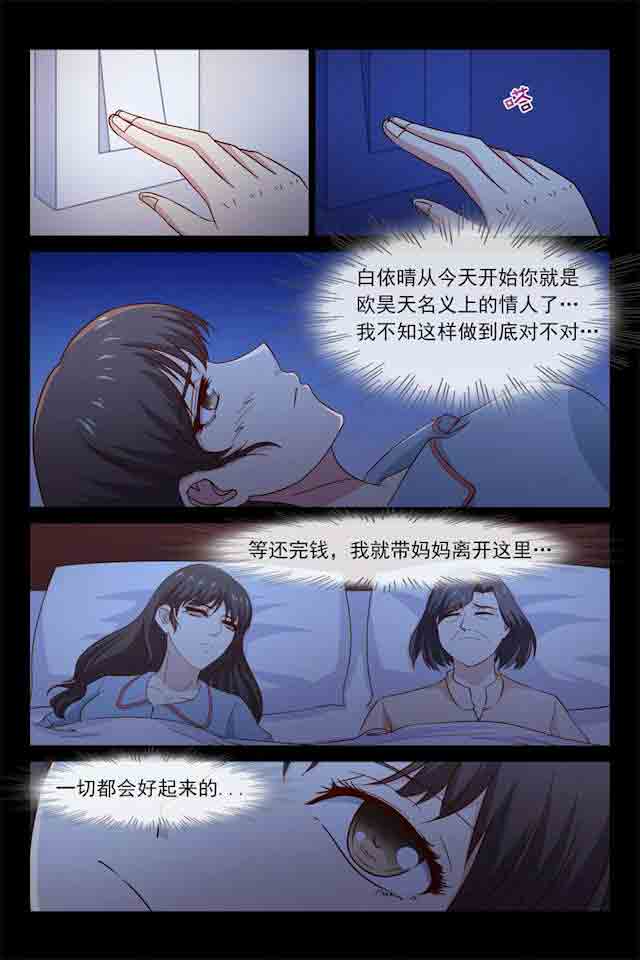 嗒
白依晴从今天开始你就是
欧昊天名义上的情人了…
我不知这样做到底对不对…
等还完钱，我就带妈妈离开这里…
一切都会好起来的...